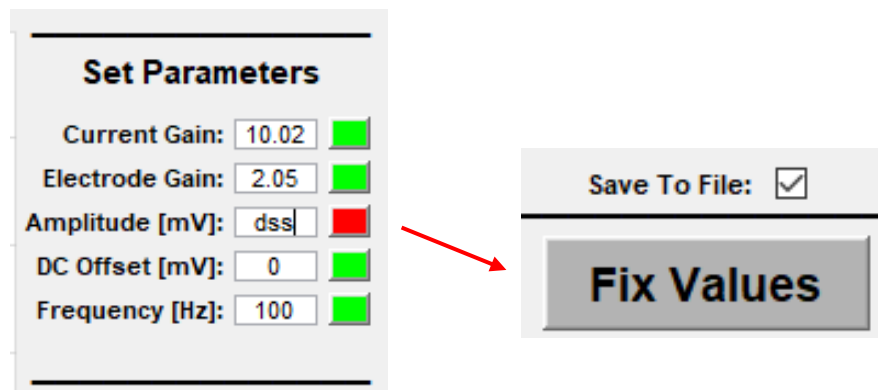 Set Parameters
Current Gain: 10.02
Electrode Gain: 2.05
Amplitude [mV]: dss
DC Offset [mV]: 0
Frequency [Hz]: 100
Save To File:
Fix Values